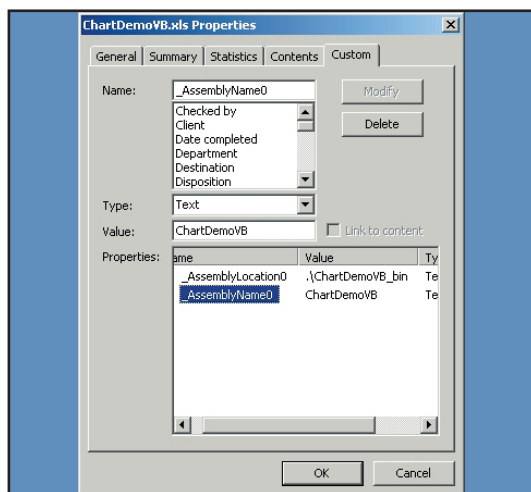 ChartDemoVB.xls Properties
General Summary Statistics Contents Custom
Name: _AssemblyName0 Modify
Checked by
Client
Date completed
Department
Destination
Disposition
Delete
Type: Text
Value: ChartDemoVB Link to content
Properties: ame Value Ty
_AssemblyLocation0 .\ChartDemoVB_bin Te
_AssemblyName0 ChartDemoVB Te
OK Cancel